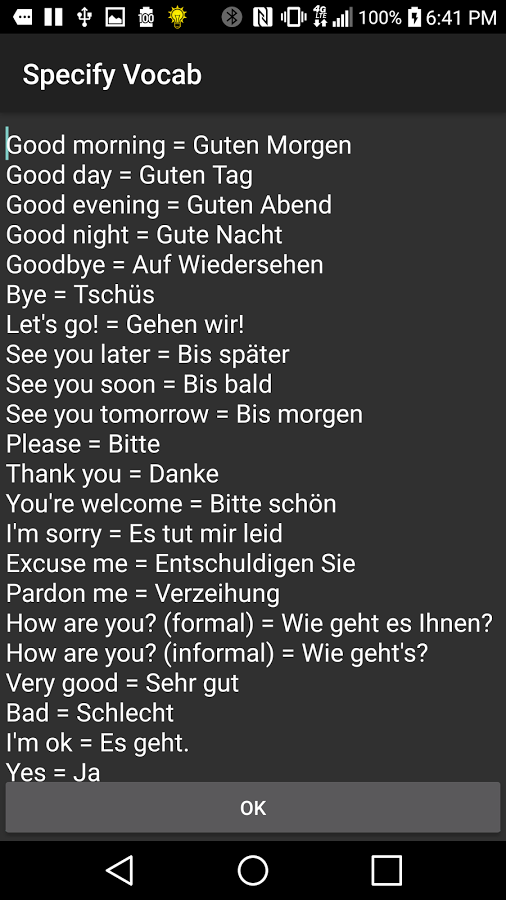 100% 6:41 PM
Specify Vocab
Good morning = Guten Morgen
Good day = Guten Tag
Good evening = Guten Abend
Good night = Gute Nacht
Goodbye = Auf Wiedersehen
Bye = Tschüs
Let's go! = Gehen wir!
See you later = Bis später
See you soon = Bis bald
See you tomorrow = Bis morgen
Please = Bitte
Thank you = Danke
You're welcome = Bitte schön
I'm sorry = Es tut mir leid
Excuse me = Entschuldigen Sie
Pardon me = Verzeihung
How are you? (formal) = Wie geht es Ihnen?
How are you? (informal) = Wie geht's?
Very good = Sehr gut
Bad = Schlecht
I'm ok = Es geht.
Yes = Ja
OK